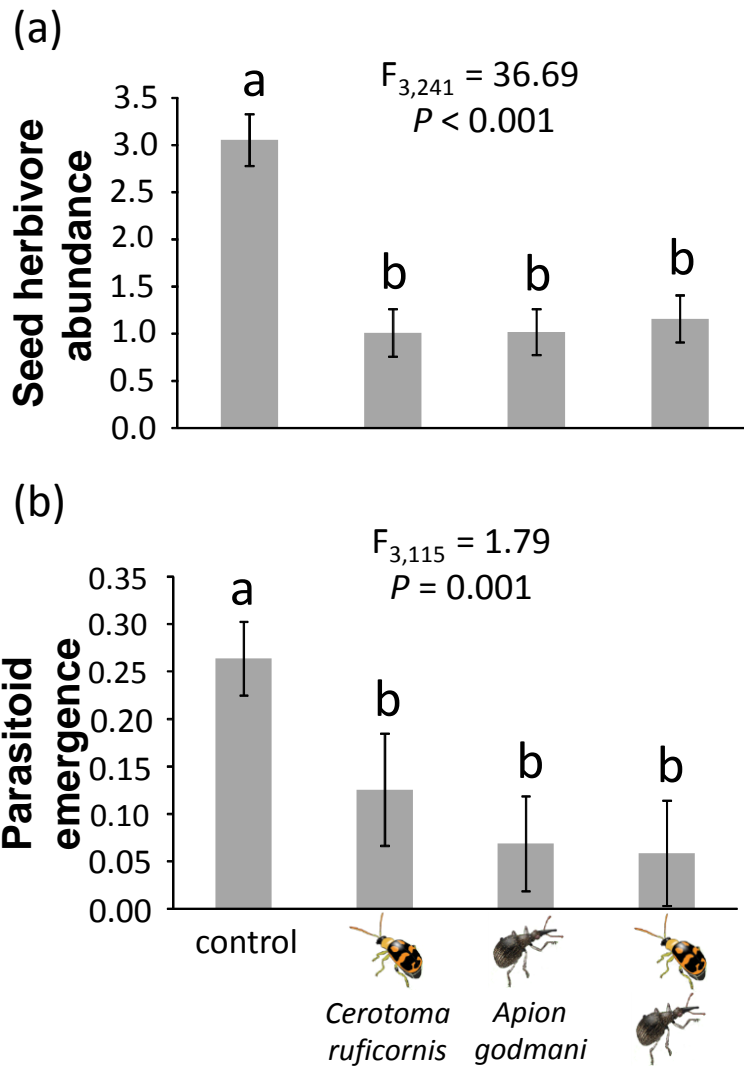 (a)
F3,241 = 36.69
P < 0.001
Seed herbivore
abundance
3.5
3.0
2.5
2.0
1.5
1.0
0.5
0.0
a
b
b
b
(b)
F3,115 = 1.79
P = 0.001
Parasitoid
emergence
0.35
0.30
0.25
0.20
0.15
0.10
0.05
0.00
a
b
b
b
control
Cerotoma
ruficornis
Apion
godmani